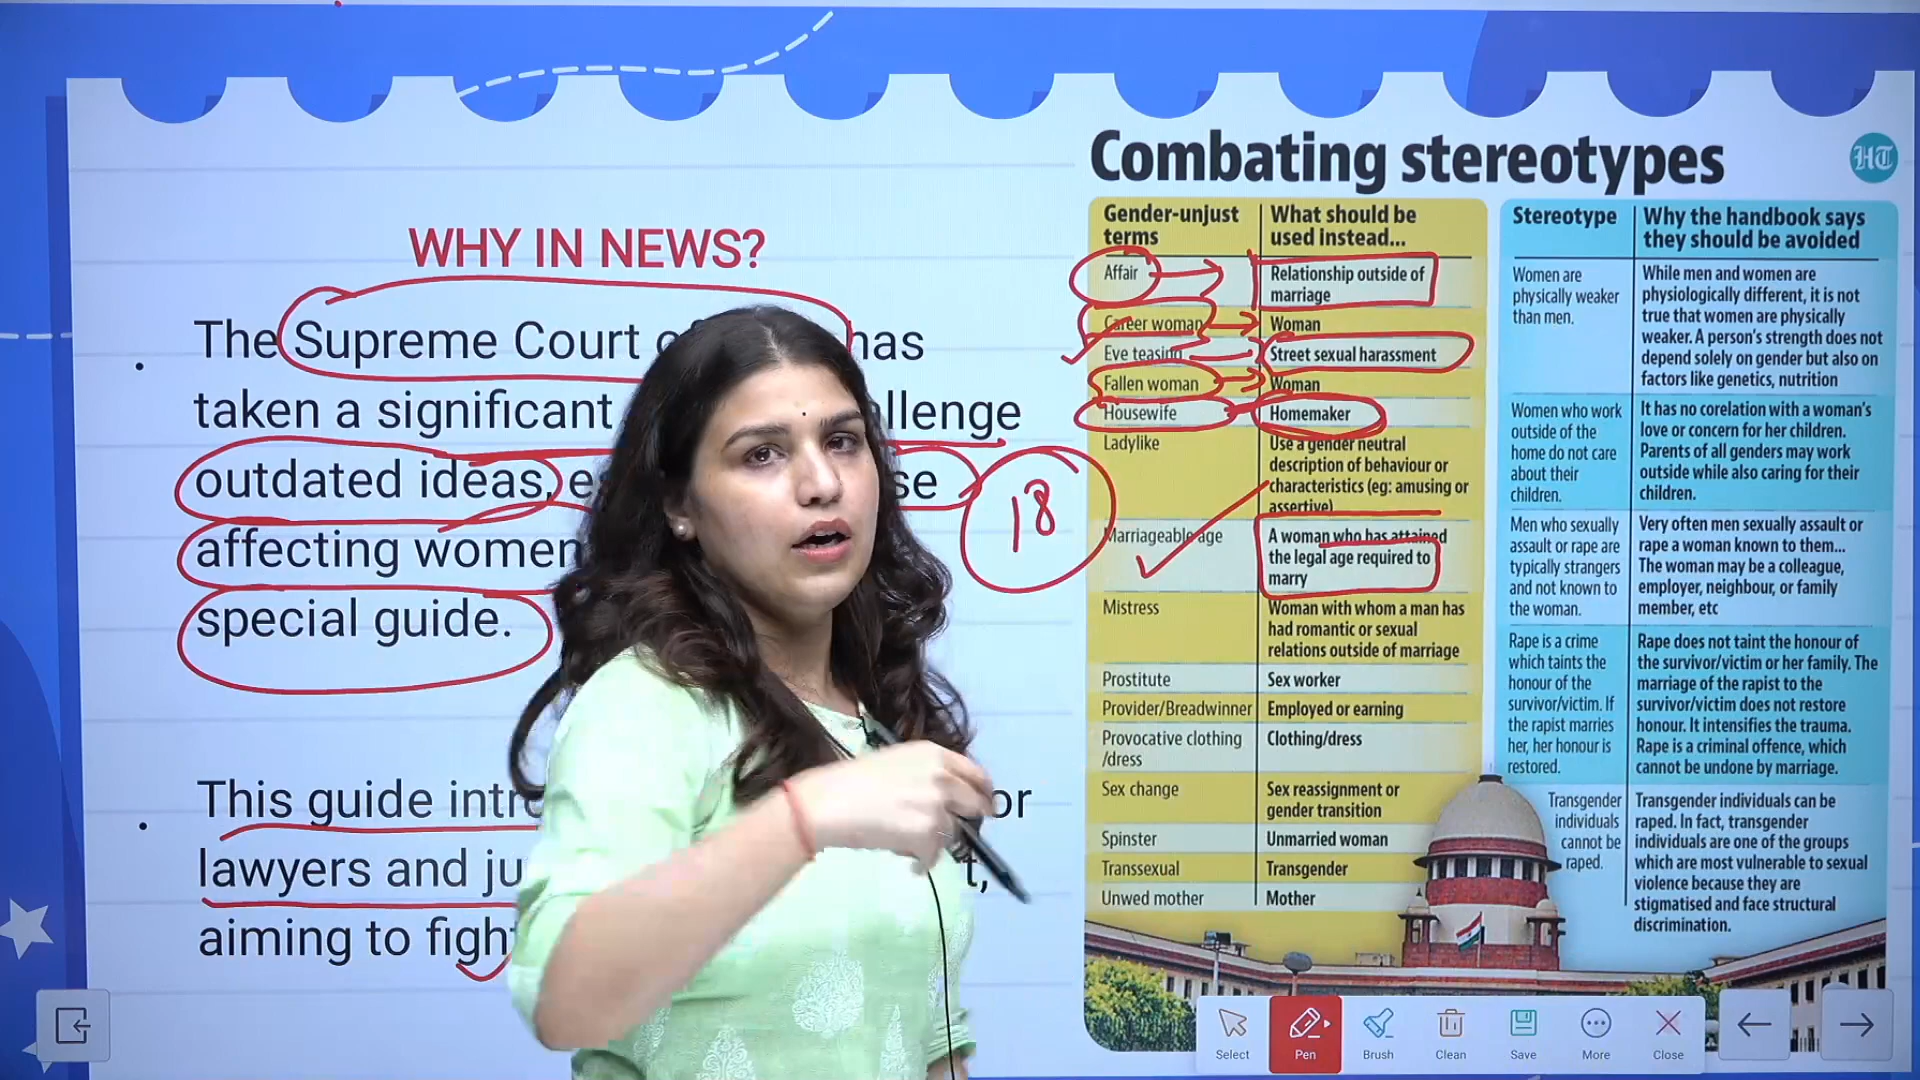 WHY IN NEWS?
The Supreme Court has
taken a significant
outdated ideas,
affecting women
special guide.
This guide
lawyers and
aiming to
18
Combating stereotypes
HT
Gender-unjust terms
What should be used instead...
Affair
Relationship outside of
marriage
Career woman
Woman
Eve teasing
Street sexual harassment
Fallen woman
Woman
Housewife
Homemaker
Ladylike
Use a gender neutral
description of behaviour or
characteristics (eg: amusing or
assertive)
Marriageable age
A woman who has attained
the legal age required to
marry
Mistress
Woman with whom a man has
had romantic or sexual
relations outside of marriage
Prostitute
Sex worker
Provider/Breadwinner
Employed or earning
Provocative clothing
/dress
Clothing/dress
Sex change
Sex reassignment or
gender transition
Spinster
Unmarried woman
Transsexual
Transgender
Unwed mother
Mother
Stereotype
Why the handbook says
they should be avoided
Women are
physically weaker
than men.
While men and women are
physiologically different, it is not
true that women are physically
weaker. A person's strength does not
depend solely on gender but also on
factors like genetics, nutrition
Women who work
outside of the
home do not care
about their
children.
It has no corelation with a woman's
love or concern for her children.
Parents of all genders may work
outside while also caring for their
children.
Men who sexually
assault or rape are
typically strangers
and not known to
the woman.
Very often men sexually assault or
rape a woman known to them...
The woman may be a colleague,
employer, neighbour, or family
member, etc
Rape is a crime
which taints the
honour of the
survivor/victim. If
the rapist marries
her, her honour is
restored.
Rape does not taint the honour of
the survivor/victim or her family. The
marriage of the rapist to the
survivor/victim does not restore
honour. It intensifies the trauma.
Rape is a criminal offence, which
cannot be undone by marriage.
Transgender
individuals
cannot be
raped.
Transgender individuals can be
raped. In fact, transgender
individuals are one of the groups
which are most vulnerable to sexual
violence because they are
stigmatised and face structural
discrimination.
Select
Pen
Brush
Clean
Save
More
Close